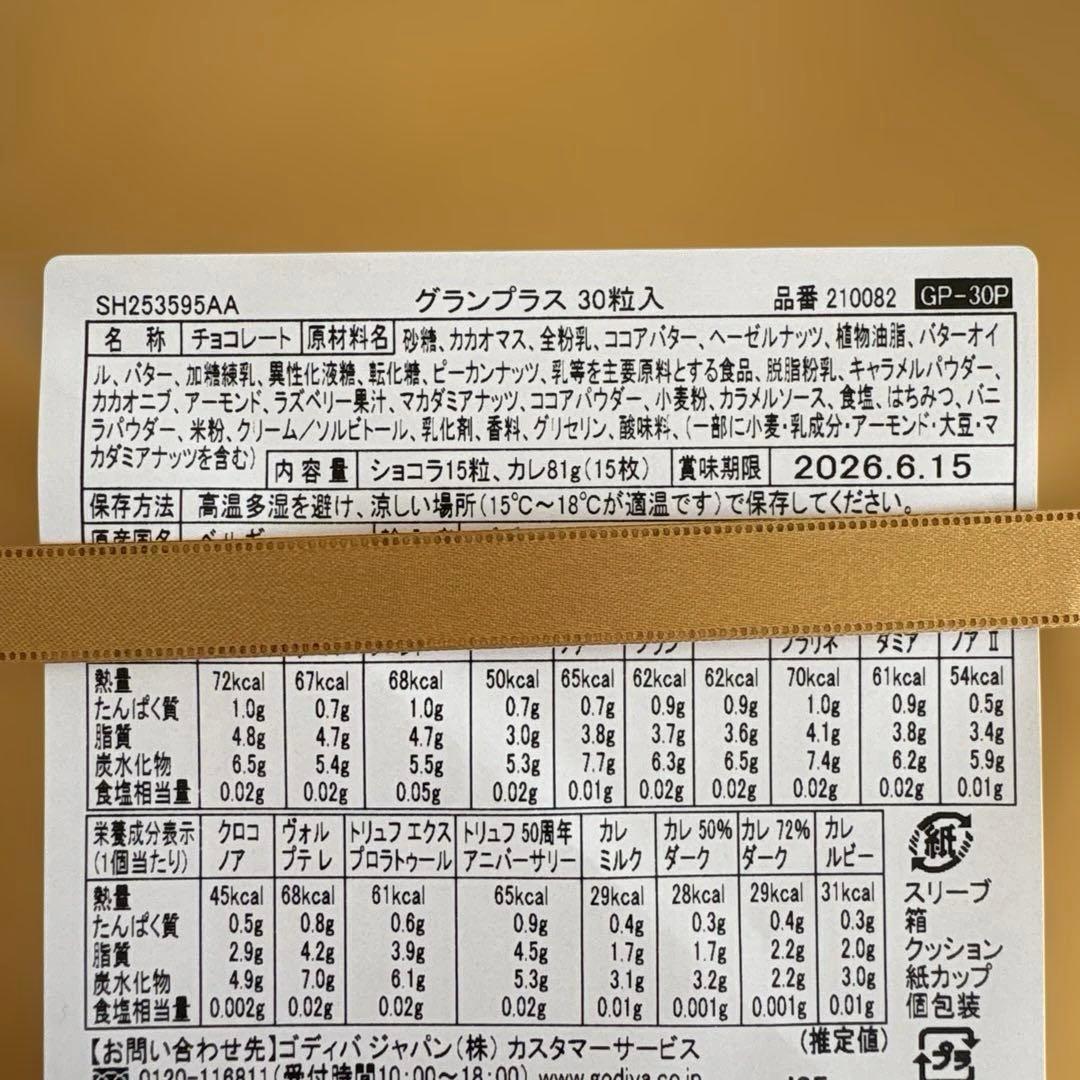 SH253595AA グランプラス 30粒入 品番 210082 GP-30P
名 称 チョコレート 原材料名 砂糖、カカオマス、全粉乳、ココアバター、ヘーゼルナッツ、植物油脂、バターオイ
ル、バター、加糖練乳、異性化液糖、転化糖、ピーカンナッツ、乳等を主要原料とする食品、脱脂粉乳、キャラメルパウダー、
カカオニブ、アーモンド、ラズベリー果汁、マカダミアナッツ、ココアパウダー、小麦粉、カラメルソース、食塩、はちみつ、バニ
ラパウダー、米粉、クリーム/ソルビトール、乳化剤、香料、グリセリン、酸味料、(一部に小麦・乳成分・アーモンド・大豆・マ
カダミアナッツを含む) 内容量 ショコラ15粒、カレ81g(15枚) 賞味期限 2026.6.15
保存方法 高温多湿を避け、涼しい場所(15℃~18℃が適温です)で保存してください。
原産国名 ベルギ
プラリネ タミア ノア Ⅱ
熱量 72kcal 67kcal 68kcal 50kcal 65kcal 62kcal 62kcal 70kcal 61kcal 54kcal
たんぱく質 1.0g 0.7g 1.0g 0.7g 0.7g 0.9g 0.9g 1.0g 0.9g 0.5g
脂質 4.8g 4.7g 4.7g 3.0g 3.8g 3.7g 3.6g 4.1g 3.8g 3.4g
炭水化物 6.5g 5.4g 5.5g 5.3g 7.7g 6.3g 6.5g 7.4g 6.2g 5.9g
食塩相当量 0.02g 0.02g 0.05g 0.02g 0.01g 0.02g 0.02g 0.02g 0.02g 0.01g
栄養成分表示 クロコ ヴォル トリュフ エクス トリュフ 50周年 カレ カレ 50% カレ 72% カレ
(1個当たり) ノア プテ レ プロラトゥール アニバーサリー ミルク ダーク ダーク ルビー
紙
熱量 45kcal 68kcal 61kcal 65kcal 29kcal 28kcal 29kcal 31kcal スリーブ
たんぱく質 0.5g 0.8g 0.6g 0.9g 0.4g 0.3g 0.4g 0.3g 箱
脂質 2.9g 4.2g 3.9g 4.5g 1.7g 1.7g 2.2g 2.0g クッション
炭水化物 4.9g 7.0g 6.1g 5.3g 3.1g 3.2g 2.2g 3.0g 紙カップ
食塩相当量 0.002g 0.02g 0.02g 0.02g 0.01g 0.001g 0.001g 0.01g 個包装
(推定値)
【お問い合わせ先】ゴディバ ジャパン(株) カスタマーサービス
プラ
0120-116811(受付時間10:00~18:00) www.godiva.co.jp